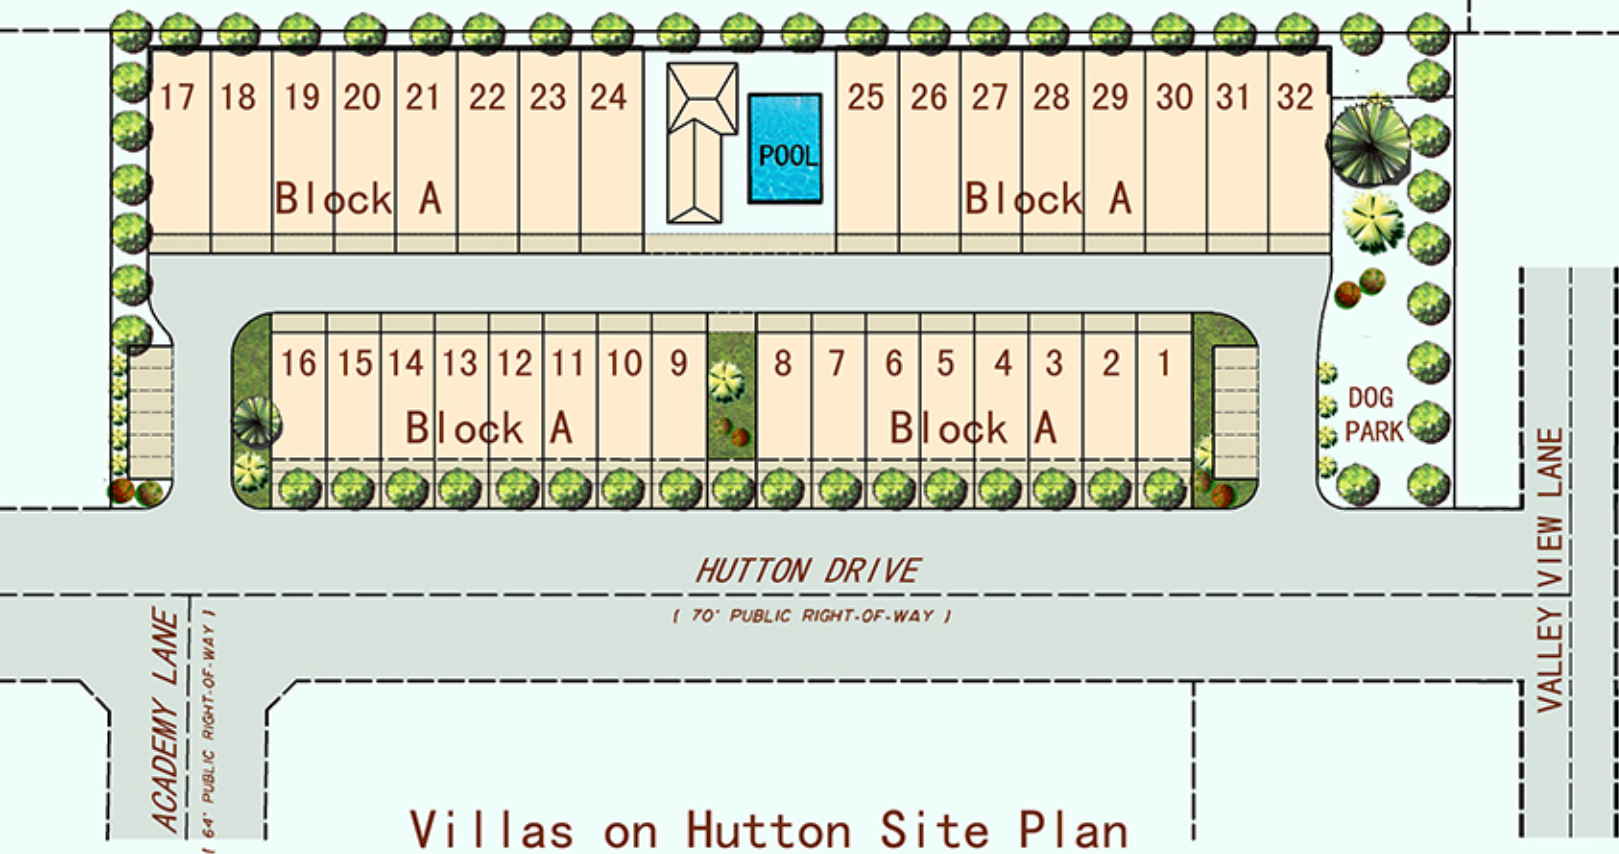 17 18 19 20 21 22 23 24 25 26 27 28 29 30 31 32
POOL
Block A Block A
16 15 14 13 12 11 10 9 8 7 6 5 4 3 2 1
Block A Block A
DOG
PARK
HUTTON DRIVE
( 70' PUBLIC RIGHT-OF-WAY )
VALLEY VIEW LANE
ACADEMY LANE
( 64' PUBLIC RIGHT-OF-WAY )
Villas on Hutton Site Plan